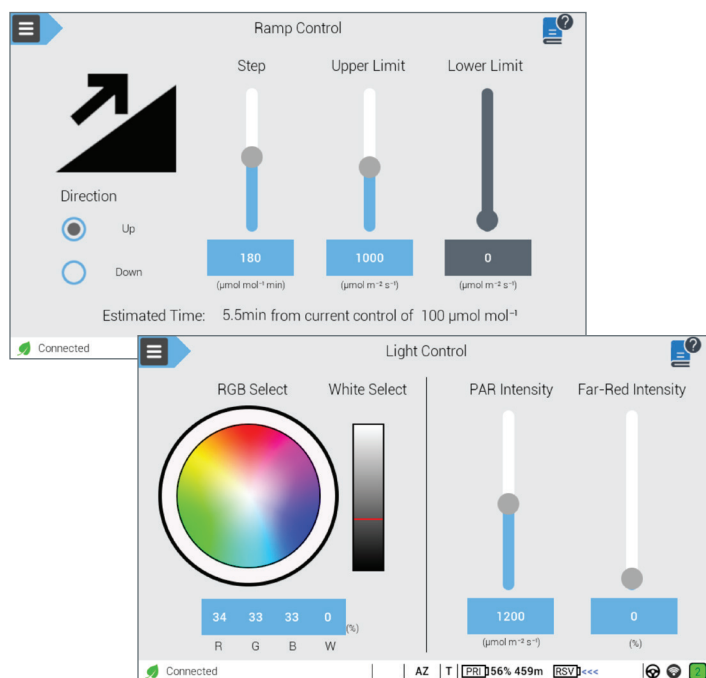 Ramp Control
?
Step Upper Limit Lower Limit
Direction
Up
Down
180 1000 0
(µmol mol⁻¹ min) (µmol m⁻² s⁻¹) (µmol m⁻² s⁻¹)
Estimated Time: 5.5min from current control of 100 µmol mol⁻¹
Connected
Light Control
?
RGB Select White Select PAR Intensity Far-Red Intensity
34 33 33 0 (%)
R G B W
1200 0
(µmol m⁻² s⁻¹) (%)
Connected AZ T PRI 56% 459m RSV <<< 2